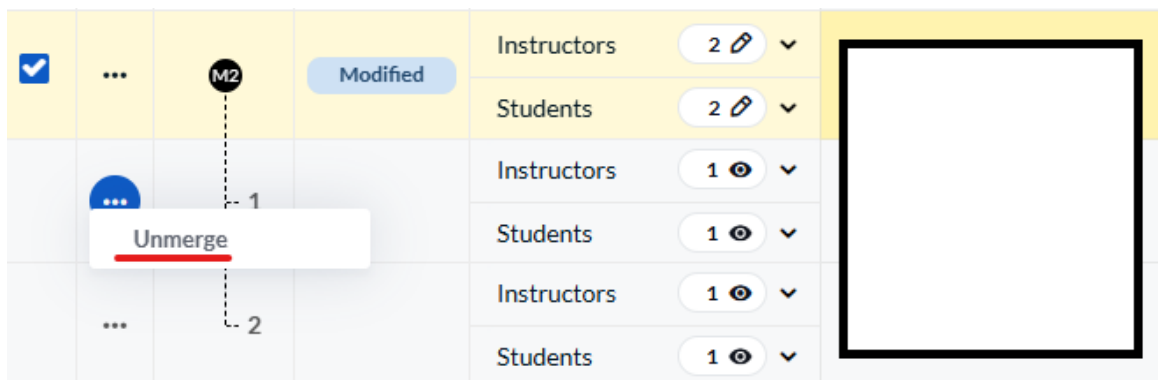 Instructors 2
M2 Modified
Students 2
Instructors 1
1
Unmerge
Students 1
Instructors 1
2
Students 1